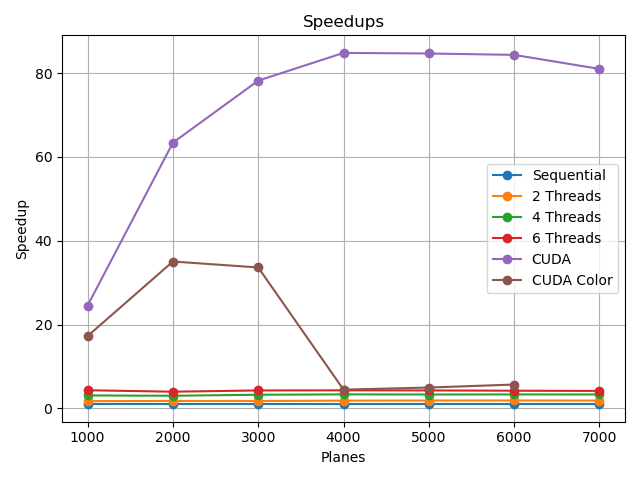 Speedups
80
60
40
20
0
Speedup
Sequential
2 Threads
4 Threads
6 Threads
CUDA
CUDA Color
1000 2000 3000 4000 5000 6000 7000
Planes